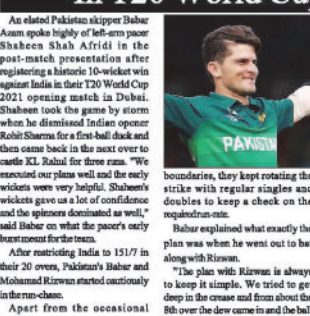 In T20 World Cu
An elated Pakistan skipper Babar
Azam spoke highly of left-arm pacer
Shaheen Shah Afridi in the
post-match presentation after
registering a historic 10-wicket win
against India in their T20 World Cup
2021 opening match in Dubai.
Shaheen took the game by storm
when he dismissed Indian opener
Rohit Sharma for a first-ball duck and
then came back in the next over to
castle KL Rahul for three runs. "We
executed our plans well and the early
wickets were very helpful. Shaheen's
wickets gave us a lot of confidence
and the spinners dominated as well,"
said Babar on what the pacer's early
burst meant for the team.
After restricting India to 151/7 in
their 20 overs, Pakistan's Babar and
Mohammad Rizwan started cautiously
in the run-chase.
Apart from the occasional
PAKISTA
boundaries, they kept rotating the
strike with regular singles and
doubles to keep a check on the
required run-rate.
Babar explained what exactly the
plan was when he went out to bat
along with Rizwan.
"The plan with Rizwan is always
to keep it simple. We tried to get
deep in the crease and from about the
8th over the dew came in and the ball